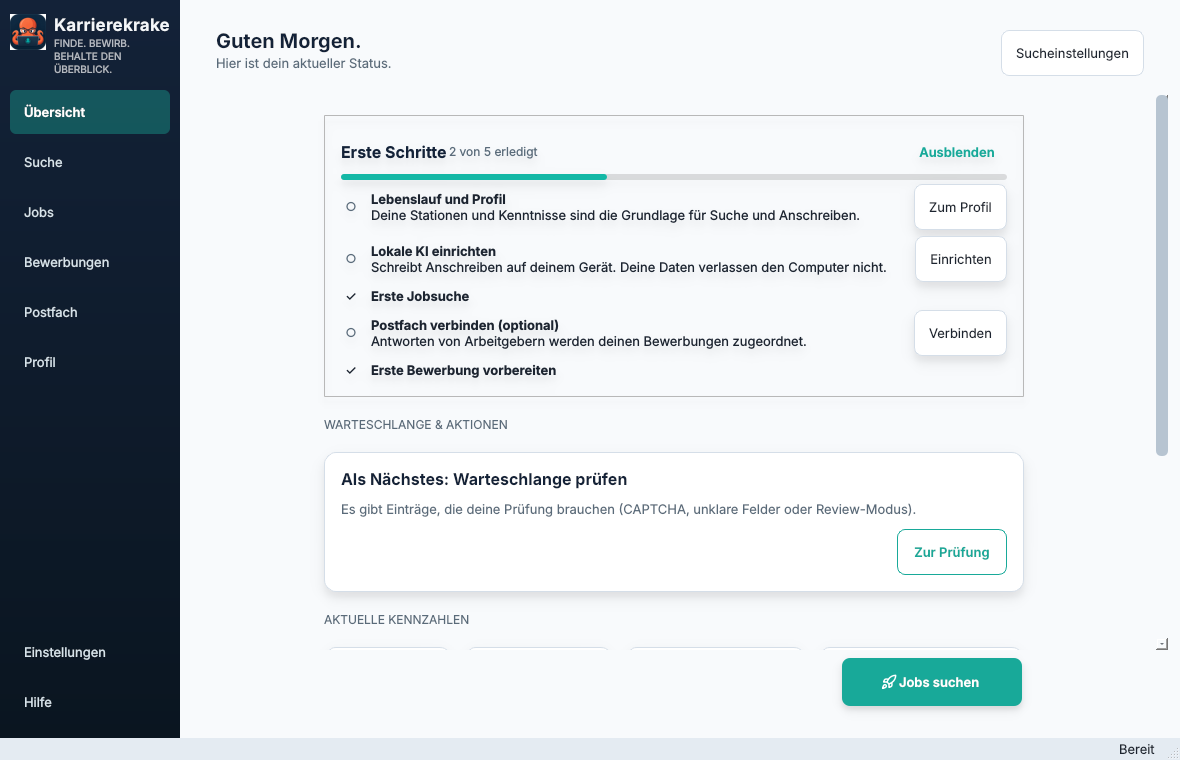 Karrierekrake
FINDE. BEWIRB.
BEHALTE DEN
ÜBERBLICK.
Übersicht
Suche
Jobs
Bewerbungen
Postfach
Profil
Einstellungen
Hilfe
Guten Morgen.
Hier ist dein aktueller Status.
Sucheinstellungen
Erste Schritte 2 von 5 erledigt
Ausblenden
Lebenslauf und Profil
Deine Stationen und Kenntnisse sind die Grundlage für Suche und Anschreiben.
Zum Profil
Lokale KI einrichten
Schreibt Anschreiben auf deinem Gerät. Deine Daten verlassen den Computer nicht.
Einrichten
Erste Jobsuche
Postfach verbinden (optional)
Antworten von Arbeitgebern werden deinen Bewerbungen zugeordnet.
Verbinden
Erste Bewerbung vorbereiten
WARTESCHLANGE & AKTIONEN
Als Nächstes: Warteschlange prüfen
Es gibt Einträge, die deine Prüfung brauchen (CAPTCHA, unklare Felder oder Review-Modus).
Zur Prüfung
AKTUELLE KENNZAHLEN
Jobs suchen
Bereit